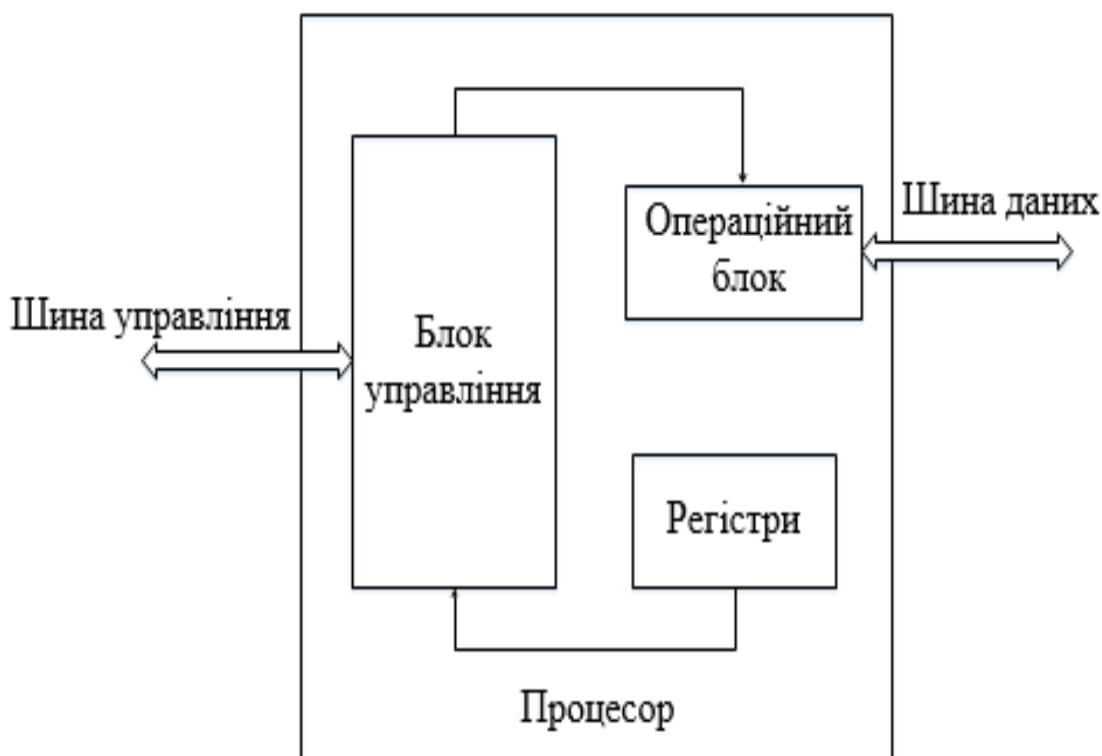 Шина даних
Операційний
блок
Шина управління
Блок
управління
Регістри
Процесор